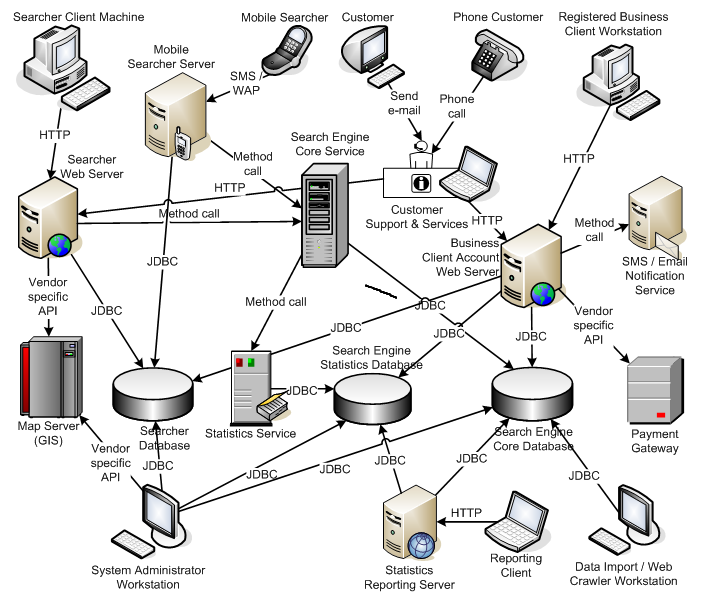 Searcher Client Machine
Mobile Searcher
Customer
Phone Customer
Registered Business
Client Workstation
Mobile
Searcher Server
SMS /
WAP
Send
e-mail
Phone
call
HTTP
Searcher
Web Server
Search Engine
Core Service
Method
call
HTTP
HTTP
Method call
Customer
Support & Services
HTTP
Business
Client Account
Web Server
Method
call
SMS / Email
Notification
Service
Vendor
specific
API
JDBC
JDBC
Method call
JDBC
JDBC
JDBC
JDBC
Vendor
specific
API
Search Engine
Statistics Database
JDBC
Map Server
(GIS)
Searcher
Database
Statistics Service
Search Engine
Core Database
Payment
Gateway
Vendor
specific
API
JDBC
JDBC
JDBC
JDBC
JDBC
JDBC
HTTP
System Administrator
Workstation
Statistics
Reporting Server
Reporting
Client
Data Import / Web
Crawler Workstation